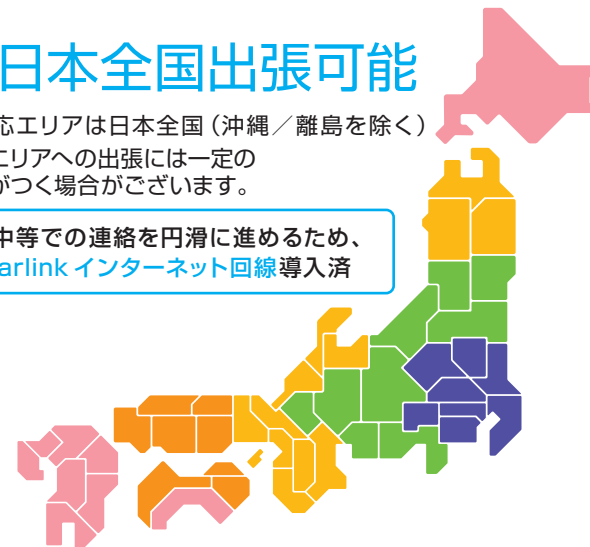 日本全国出張可能
応エリアは日本全国（沖縄／離島を除く）
エリアへの出張には一定の
がつく場合がございます。
中等での連絡を円滑に進めるため、
arlink インターネット回線導入済